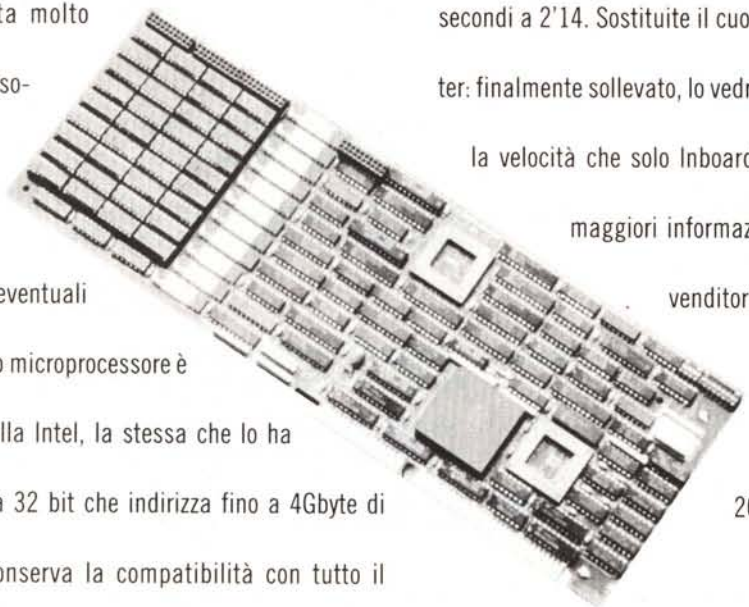 ta molto
so-
eventuali
o microprocessore è
lla Intel, la stessa che lo ha
a 32 bit che indirizza fino a 4Gbyte di
onserva la compatibilità con tutto il
secondi a 2'14. Sostituite il cuo
ter: finalmente sollevato, lo vedr
la velocità che solo Inboard
maggiori informaz
venditor
20